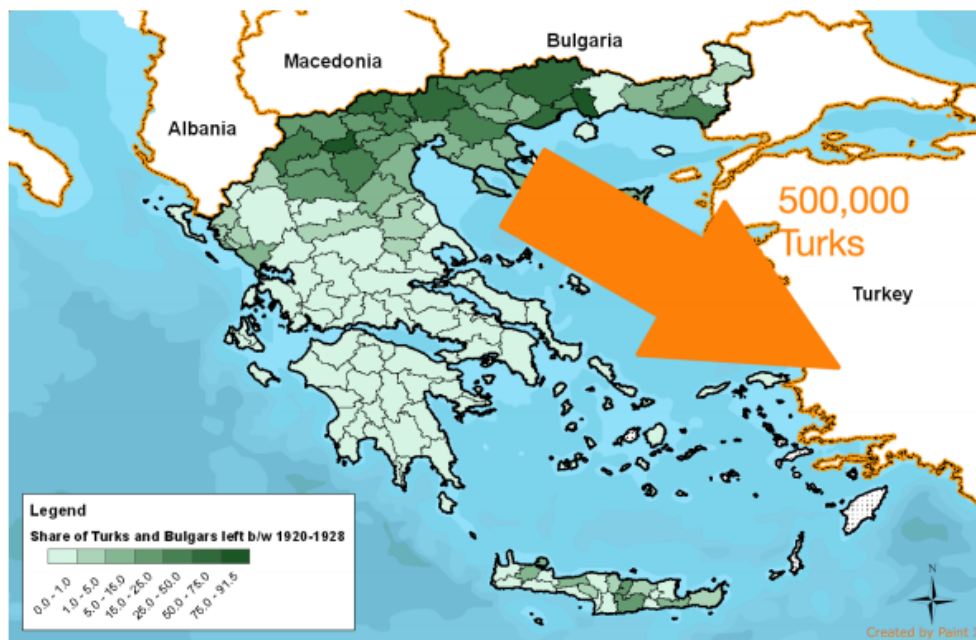 Bulgaria
Macedonia
Albania
500,000
Turks
Turkey
Legend
Share of Turks and Bulgars left b/w 1920-1928
0.0 - 1.0
1.0 - 5.0
5.0 - 15.0
15.0 - 25.0
25.0 - 50.0
50.0 - 75.0
75.0 - 91.5
N
Created by Paint